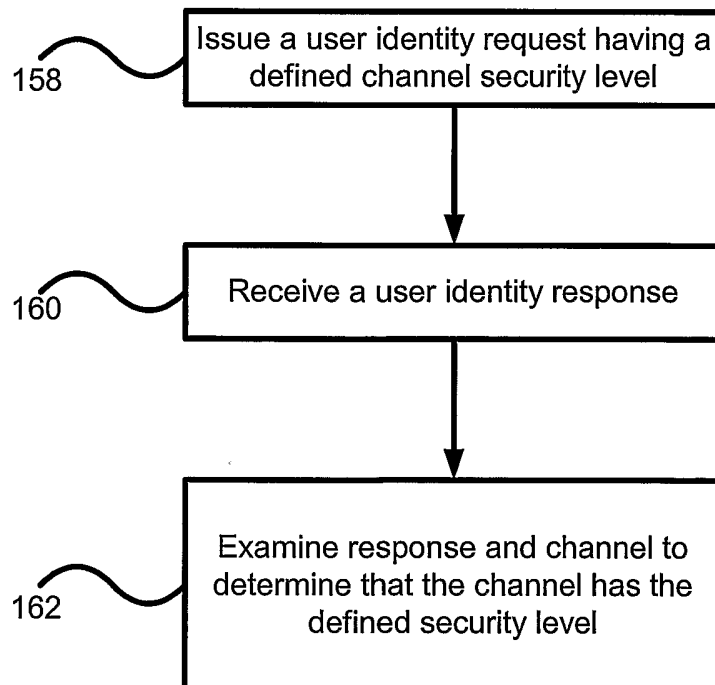 Issue a user identity request having a
defined channel security level
158
Receive a user identity response
160
Examine response and channel to
determine that the channel has the
defined security level
162